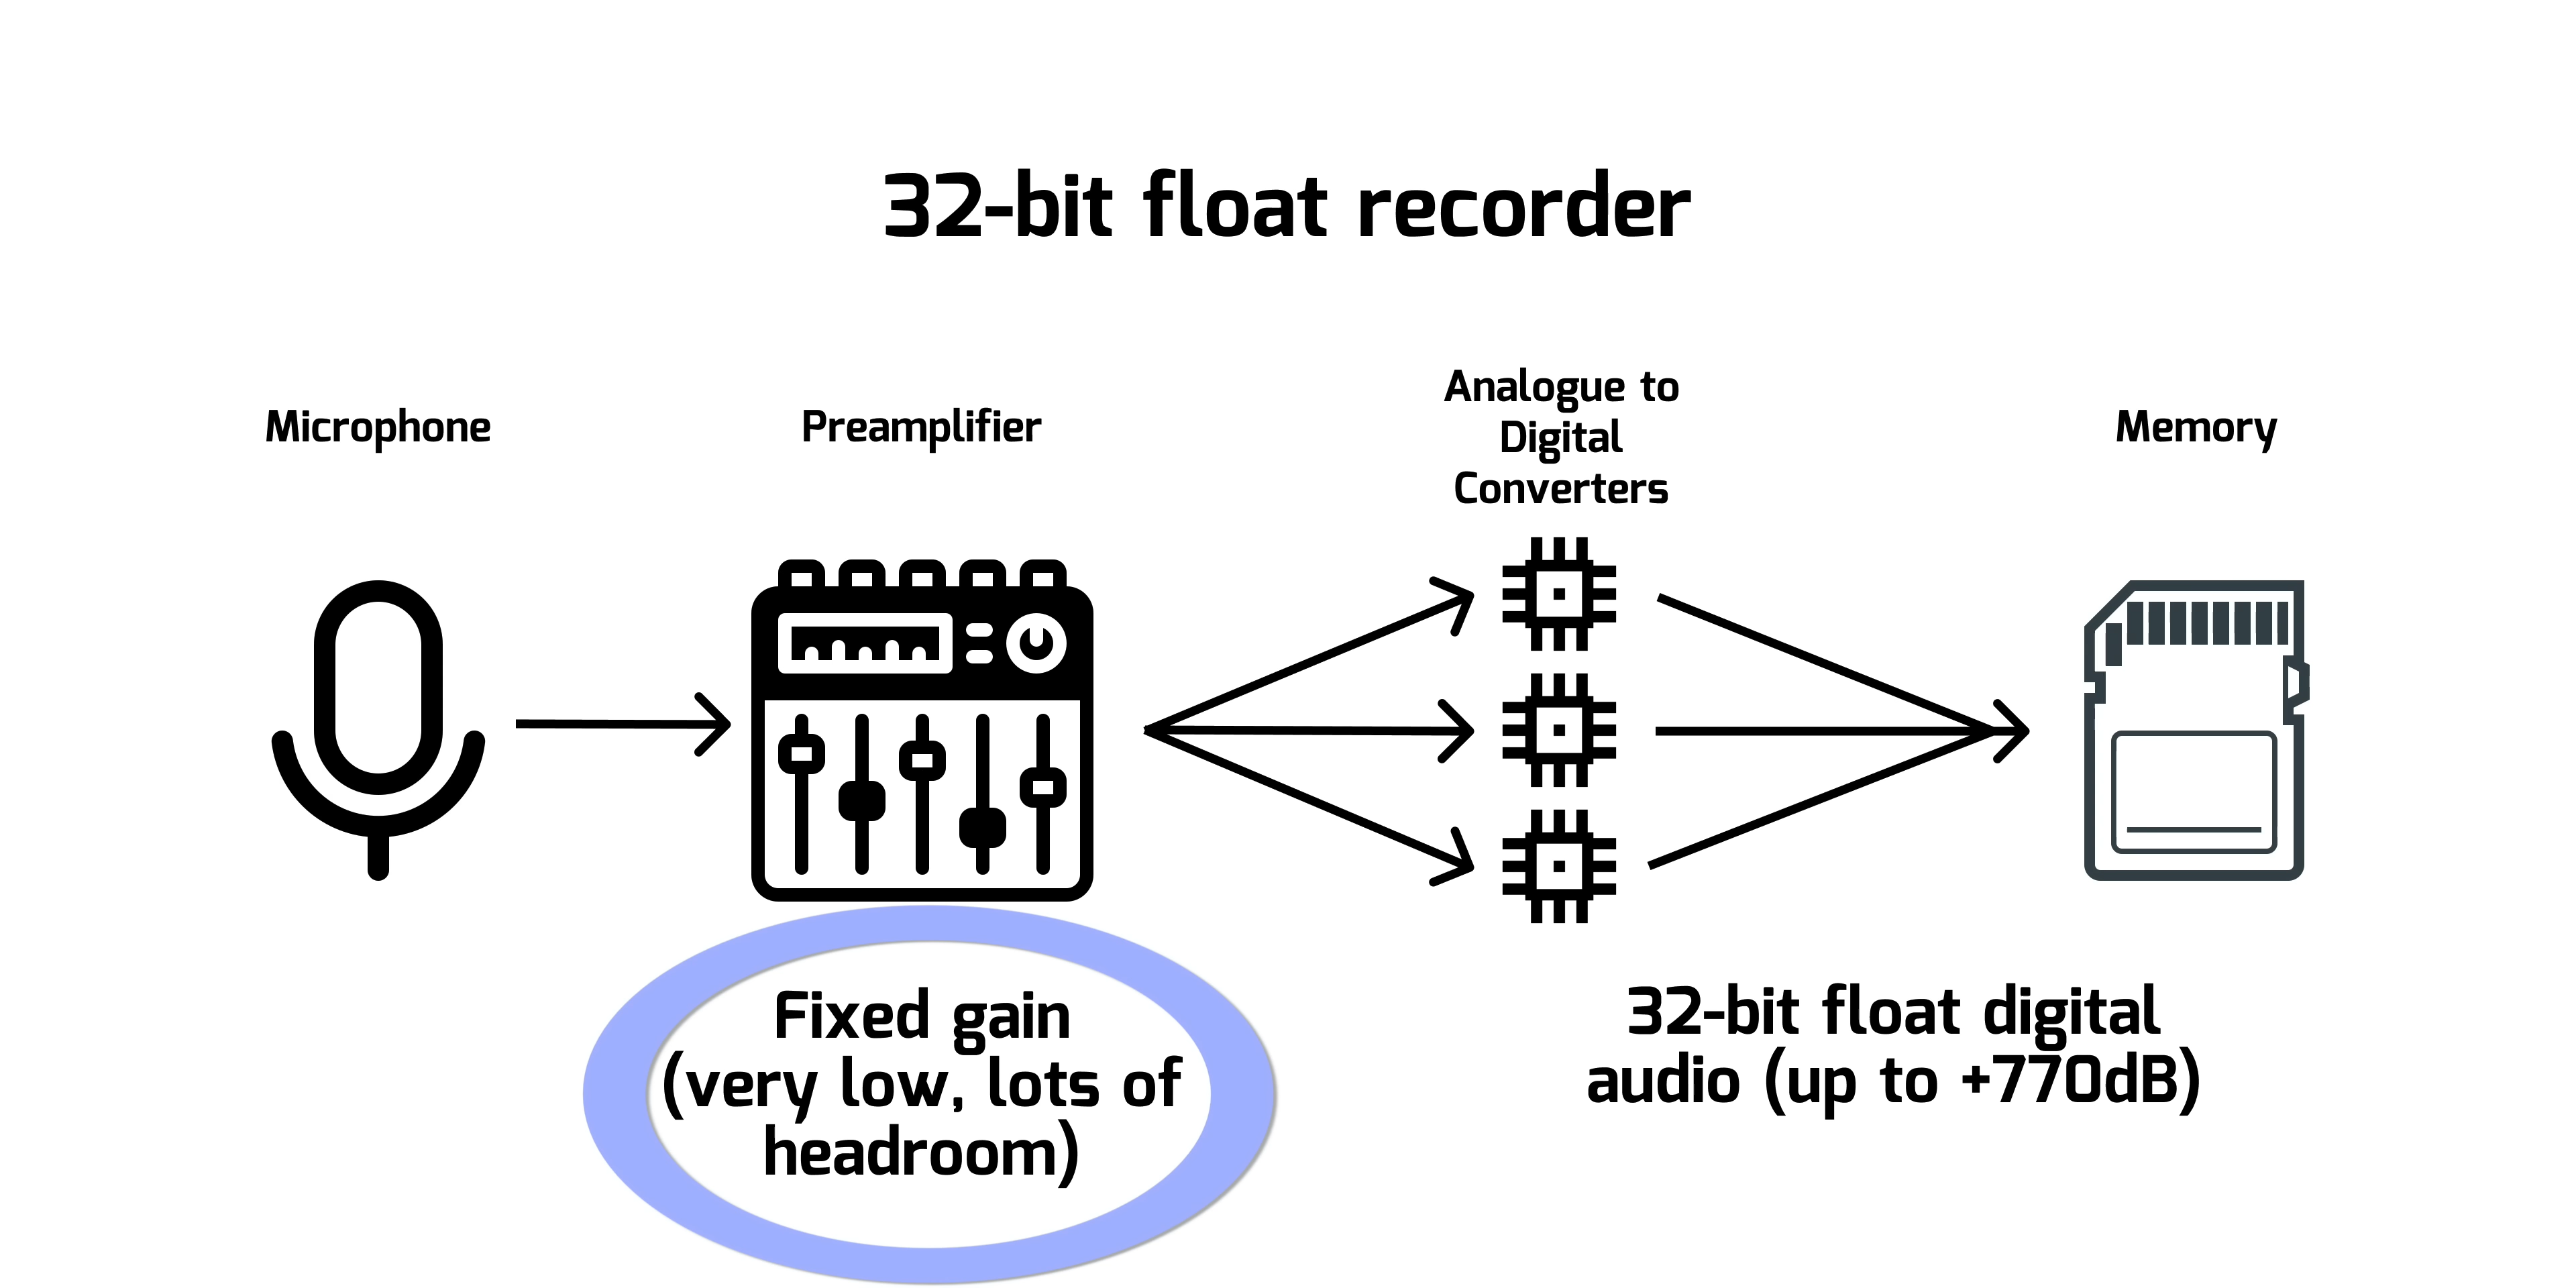 32-bit float recorder
Microphone
Preamplifier
Analogue to
Digital
Converters
Memory
Fixed gain
(very low, lots of
headroom)
32-bit float digital
audio (up to +770dB)